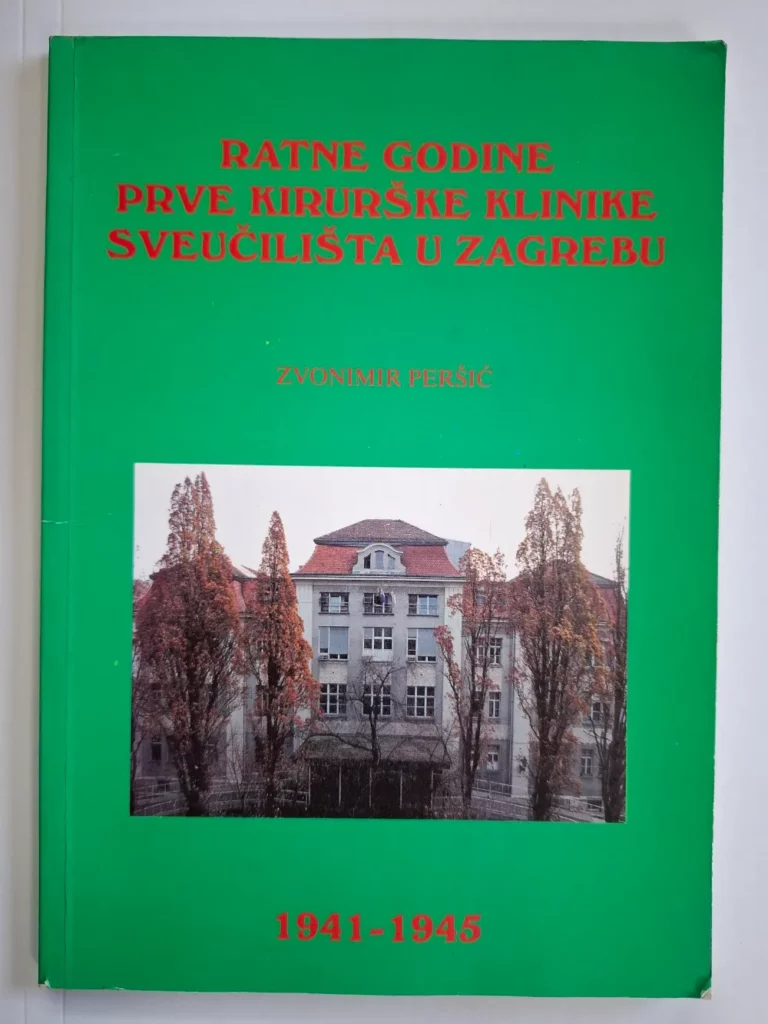 RATNE GODINE
PRVE KIRURŠKE KLINIKE
SVEUČILIŠTA U ZAGREBU
ZVONIMIR PERŠIĆ
1941-1945